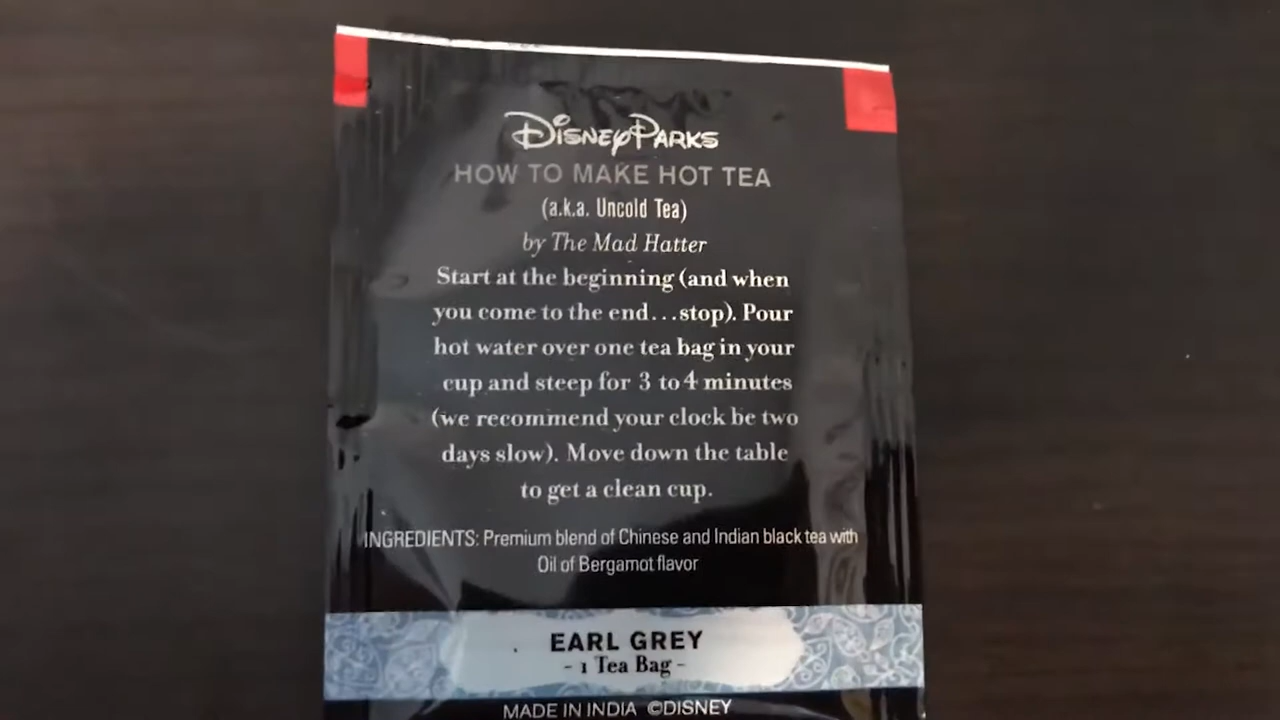 Disney Parks
HOW TO MAKE HOT TEA
(a.k.a. Uncold Tea)
by The Mad Hatter
Start at the beginning (and when
you come to the end...stop). Pour
hot water over one tea bag in your
cup and steep for 3 to 4 minutes
(we recommend your clock be two
days slow). Move down the table
to get a clean cup.
INGREDIENTS: Premium blend of Chinese and Indian black tea with
Oil of Bergamot flavor
EARL GREY
- 1 Tea Bag -
MADE IN INDIA ©DISNEY